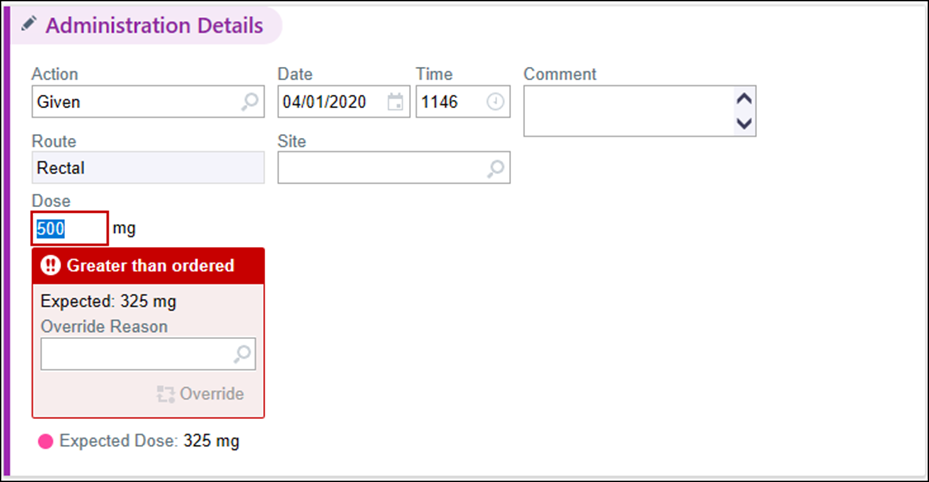 Administration Details
Action Date Time Comment
Given 04/01/2020 1146
Route Site
Rectal
Dose
500 mg
Greater than ordered
Expected: 325 mg
Override Reason
Override
Expected Dose: 325 mg